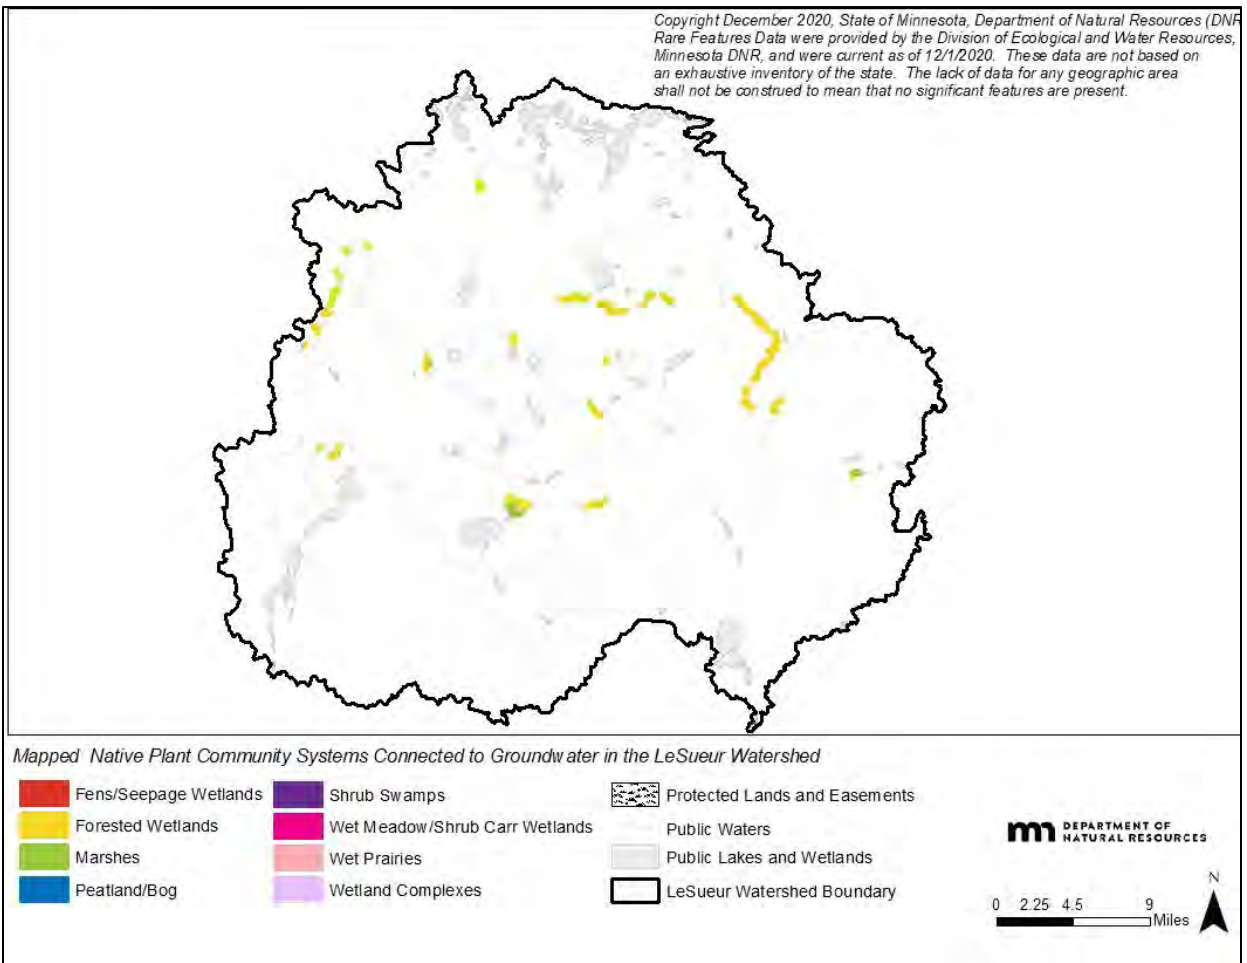 Copyright December 2020, State of Minnesota, Department of Natural Resources (DNR
Rare Features Data were provided by the Division of Ecological and Water Resources,
Minnesota DNR, and were current as of 12/1/2020. These data are not based on
an exhaustive inventory of the state. The lack of data for any geographic area
shall not be construed to mean that no significant features are present.
Mapped Native Plant Community Systems Connected to Groundwater in the LeSueur Watershed
Fens/Seepage Wetlands
Forested Wetlands
Marshes
Peatland/Bog
Shrub Swamps
Wet Meadow/Shrub Carr Wetlands
Wet Prairies
Wetland Complexes
Protected Lands and Easements
Public Waters
Public Lakes and Wetlands
LeSueur Watershed Boundary
mn DEPARTMENT OF
NATURAL RESOURCES
N
0 2.25 4.5 9
Miles